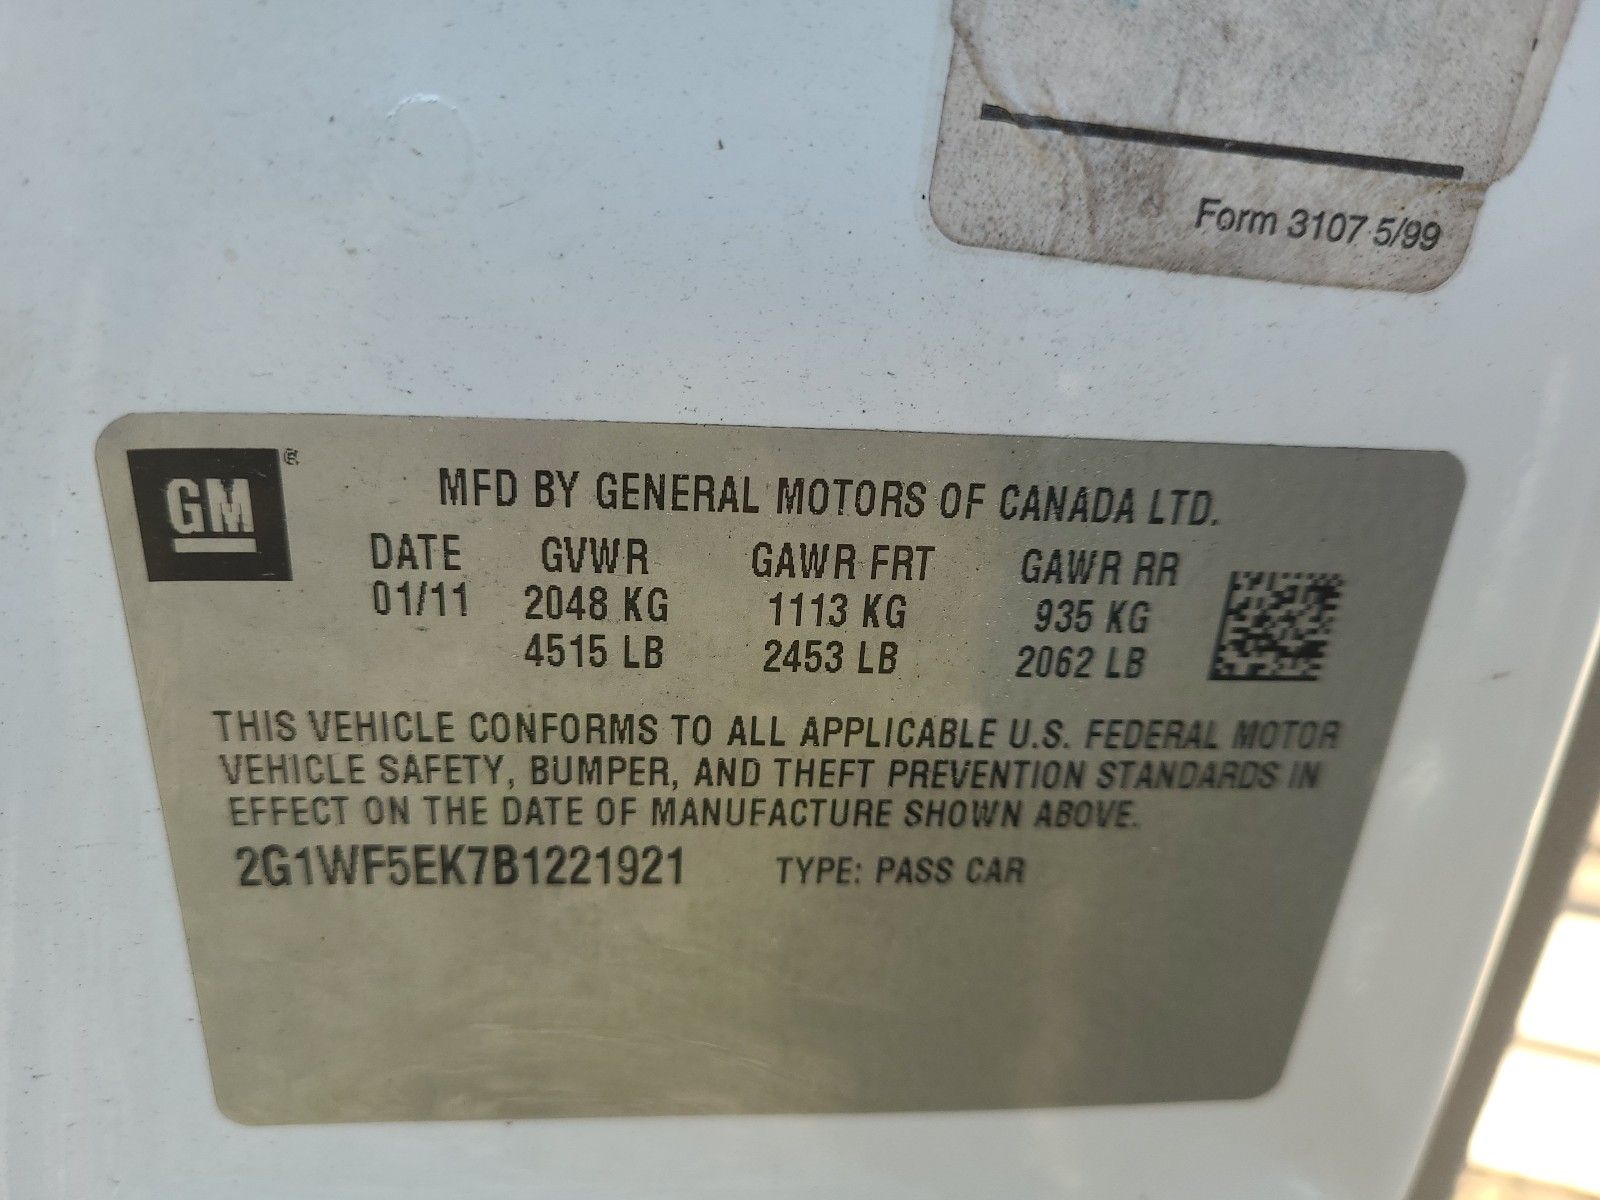 Form 3107 5/99
GM ®
MFD BY GENERAL MOTORS OF CANADA LTD.
DATE GVWR GAWR FRT GAWR RR
01/11 2048 KG 1113 KG 935 KG
4515 LB 2453 LB 2062 LB
THIS VEHICLE CONFORMS TO ALL APPLICABLE U.S. FEDERAL MOTOR
VEHICLE SAFETY, BUMPER, AND THEFT PREVENTION STANDARDS IN
EFFECT ON THE DATE OF MANUFACTURE SHOWN ABOVE.
2G1WF5EK7B1221921 TYPE: PASS CAR